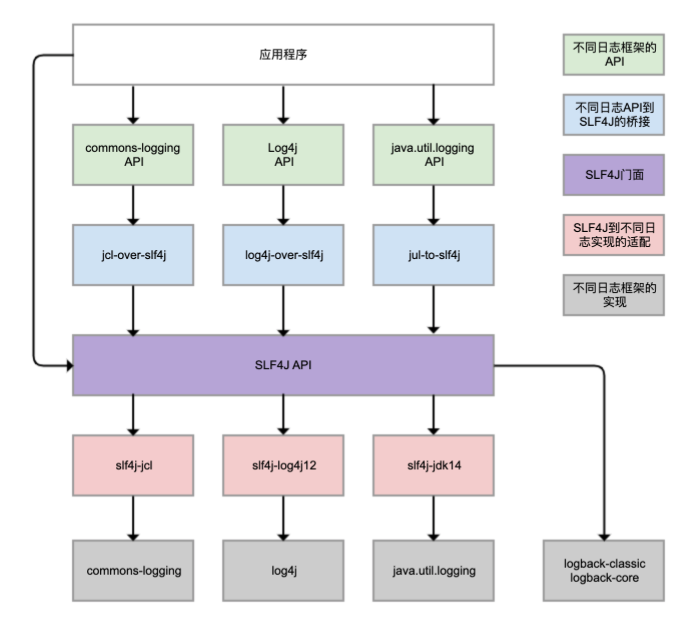 应用程序
commons-logging
API
Log4j
API
java.util.logging
API
jcl-over-slf4j
log4j-over-slf4j
jul-to-slf4j
SLF4J API
slf4j-jcl
slf4j-log4j12
slf4j-jdk14
commons-logging
log4j
java.util.logging
logback-classic
logback-core
不同日志框架的
API
不同日志API到
SLF4J的桥接
SLF4J门面
SLF4J到不同日
志实现的适配
不同日志框架的
实现